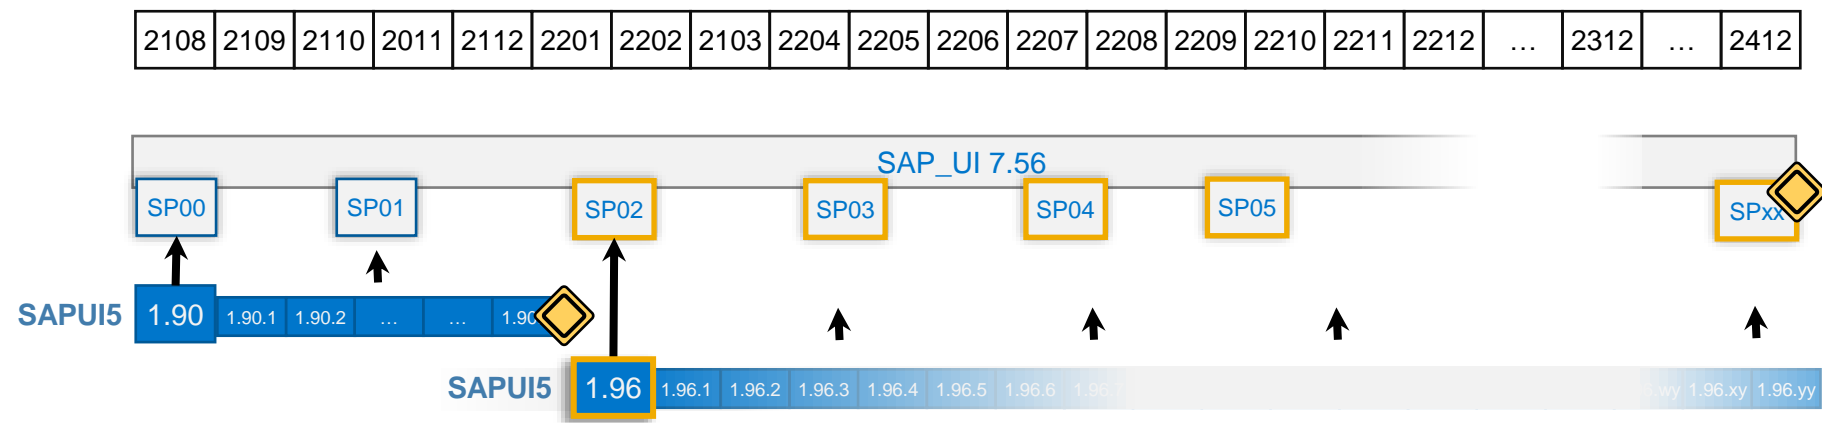 2108 2109 2110 2011 2112 2201 2202 2103 2204 2205 2206 2207 2208 2209 2210 2211 2212 … 2312 … 2412
SAP_UI 7.56
SP00 SP01 SP02 SP03 SP04 SP05 SPxx
SAPUI5 1.90 1.90.1 1.90.2 … … 1.90
SAPUI5 1.96 1.96.1 1.96.2 1.96.3 1.96.4 1.96.5 1.96.6 1.96.xy 1.96.yy